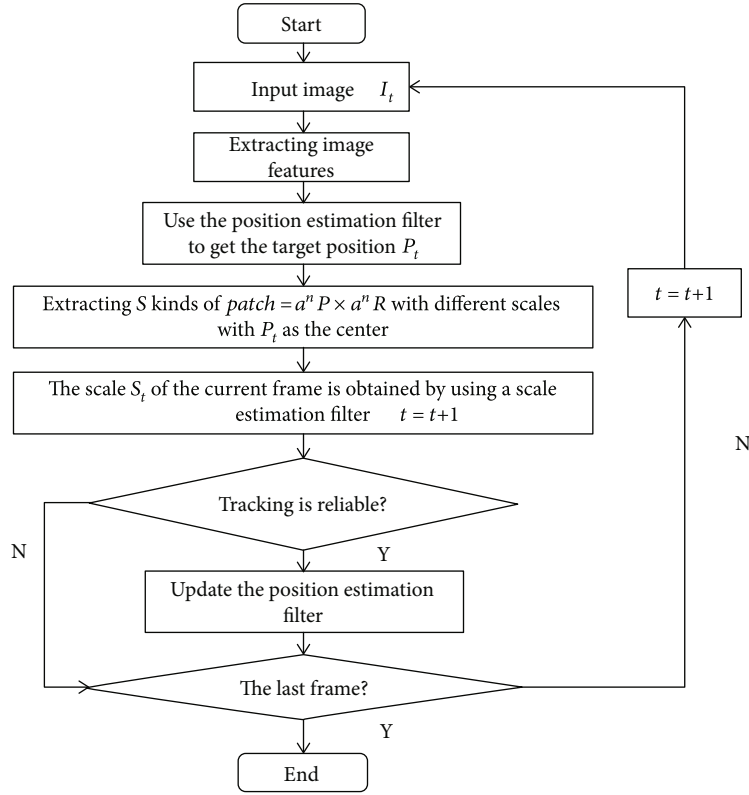 Start
Input image I_t
Extracting image
features
Use the position estimation filter
to get the target position P_t
Extracting S kinds of patch = a^n P × a^n R with different scales
with P_t as the center
t = t+1
The scale S_t of the current frame is obtained by using a scale
estimation filter t = t+1
N
Tracking is reliable?
N
Y
Update the position estimation
filter
The last frame?
Y
End